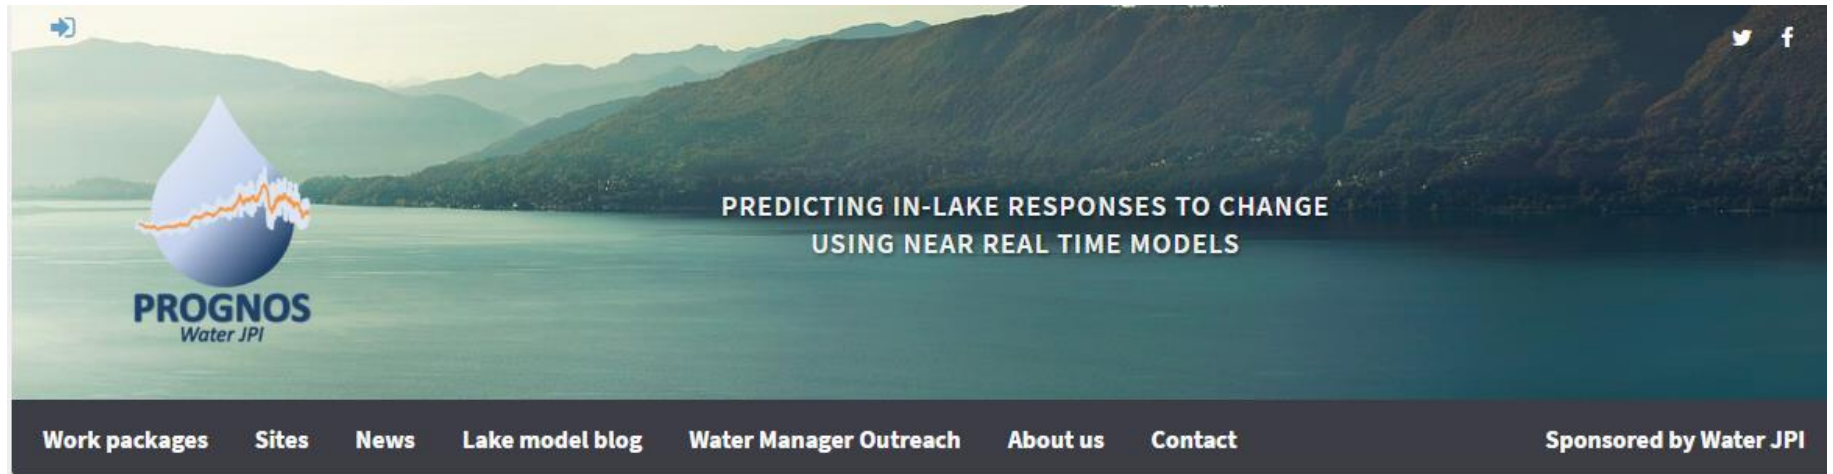 PREDICTING IN-LAKE RESPONSES TO CHANGE
USING NEAR REAL TIME MODELS
PROGNOS
Water JPI
Work packages Sites News Lake model blog Water Manager Outreach About us Contact Sponsored by Water JPI